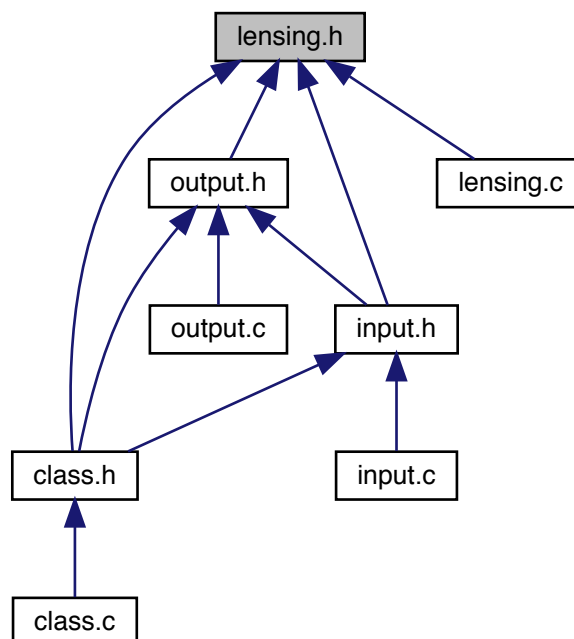 lensing.h
output.h
lensing.c
output.c
input.h
class.h
input.c
class.c